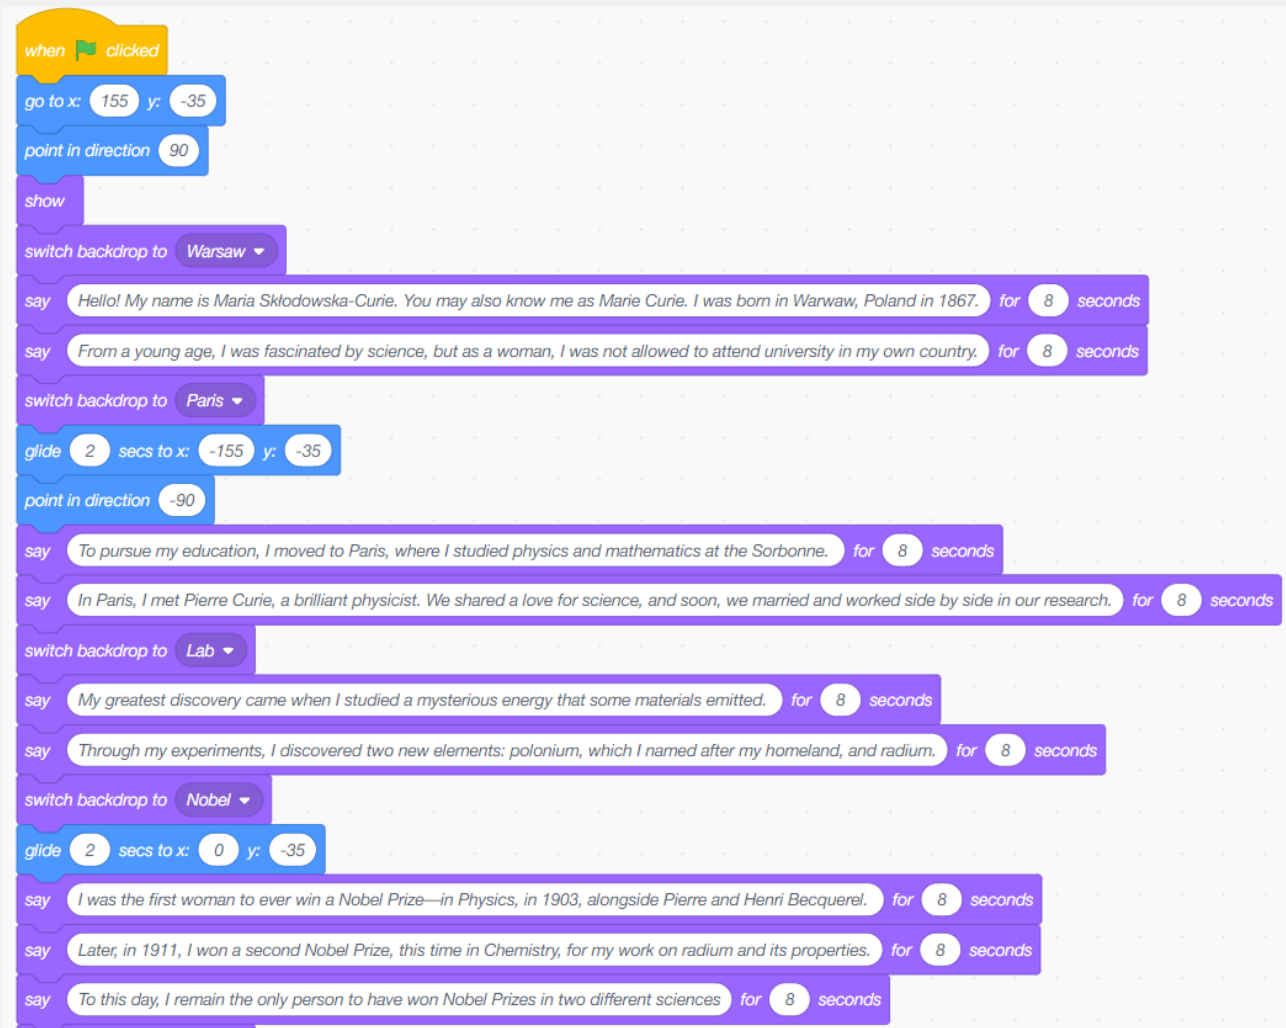 when clicked
go to x: 155 y: -35
point in direction 90
show
switch backdrop to Warsaw
say Hello! My name is Maria Skłodowska-Curie. You may also know me as Marie Curie. I was born in Warwaw, Poland in 1867. for 8 seconds
say From a young age, I was fascinated by science, but as a woman, I was not allowed to attend university in my own country. for 8 seconds
switch backdrop to Paris
glide 2 secs to x: -155 y: -35
point in direction -90
say To pursue my education, I moved to Paris, where I studied physics and mathematics at the Sorbonne. for 8 seconds
say In Paris, I met Pierre Curie, a brilliant physicist. We shared a love for science, and soon, we married and worked side by side in our research. for 8 seconds
switch backdrop to Lab
say My greatest discovery came when I studied a mysterious energy that some materials emitted. for 8 seconds
say Through my experiments, I discovered two new elements: polonium, which I named after my homeland, and radium. for 8 seconds
switch backdrop to Nobel
glide 2 secs to x: 0 y: -35
say I was the first woman to ever win a Nobel Prize—in Physics, in 1903, alongside Pierre and Henri Becquerel. for 8 seconds
say Later, in 1911, I won a second Nobel Prize, this time in Chemistry, for my work on radium and its properties. for 8 seconds
say To this day, I remain the only person to have won Nobel Prizes in two different sciences for 8 seconds